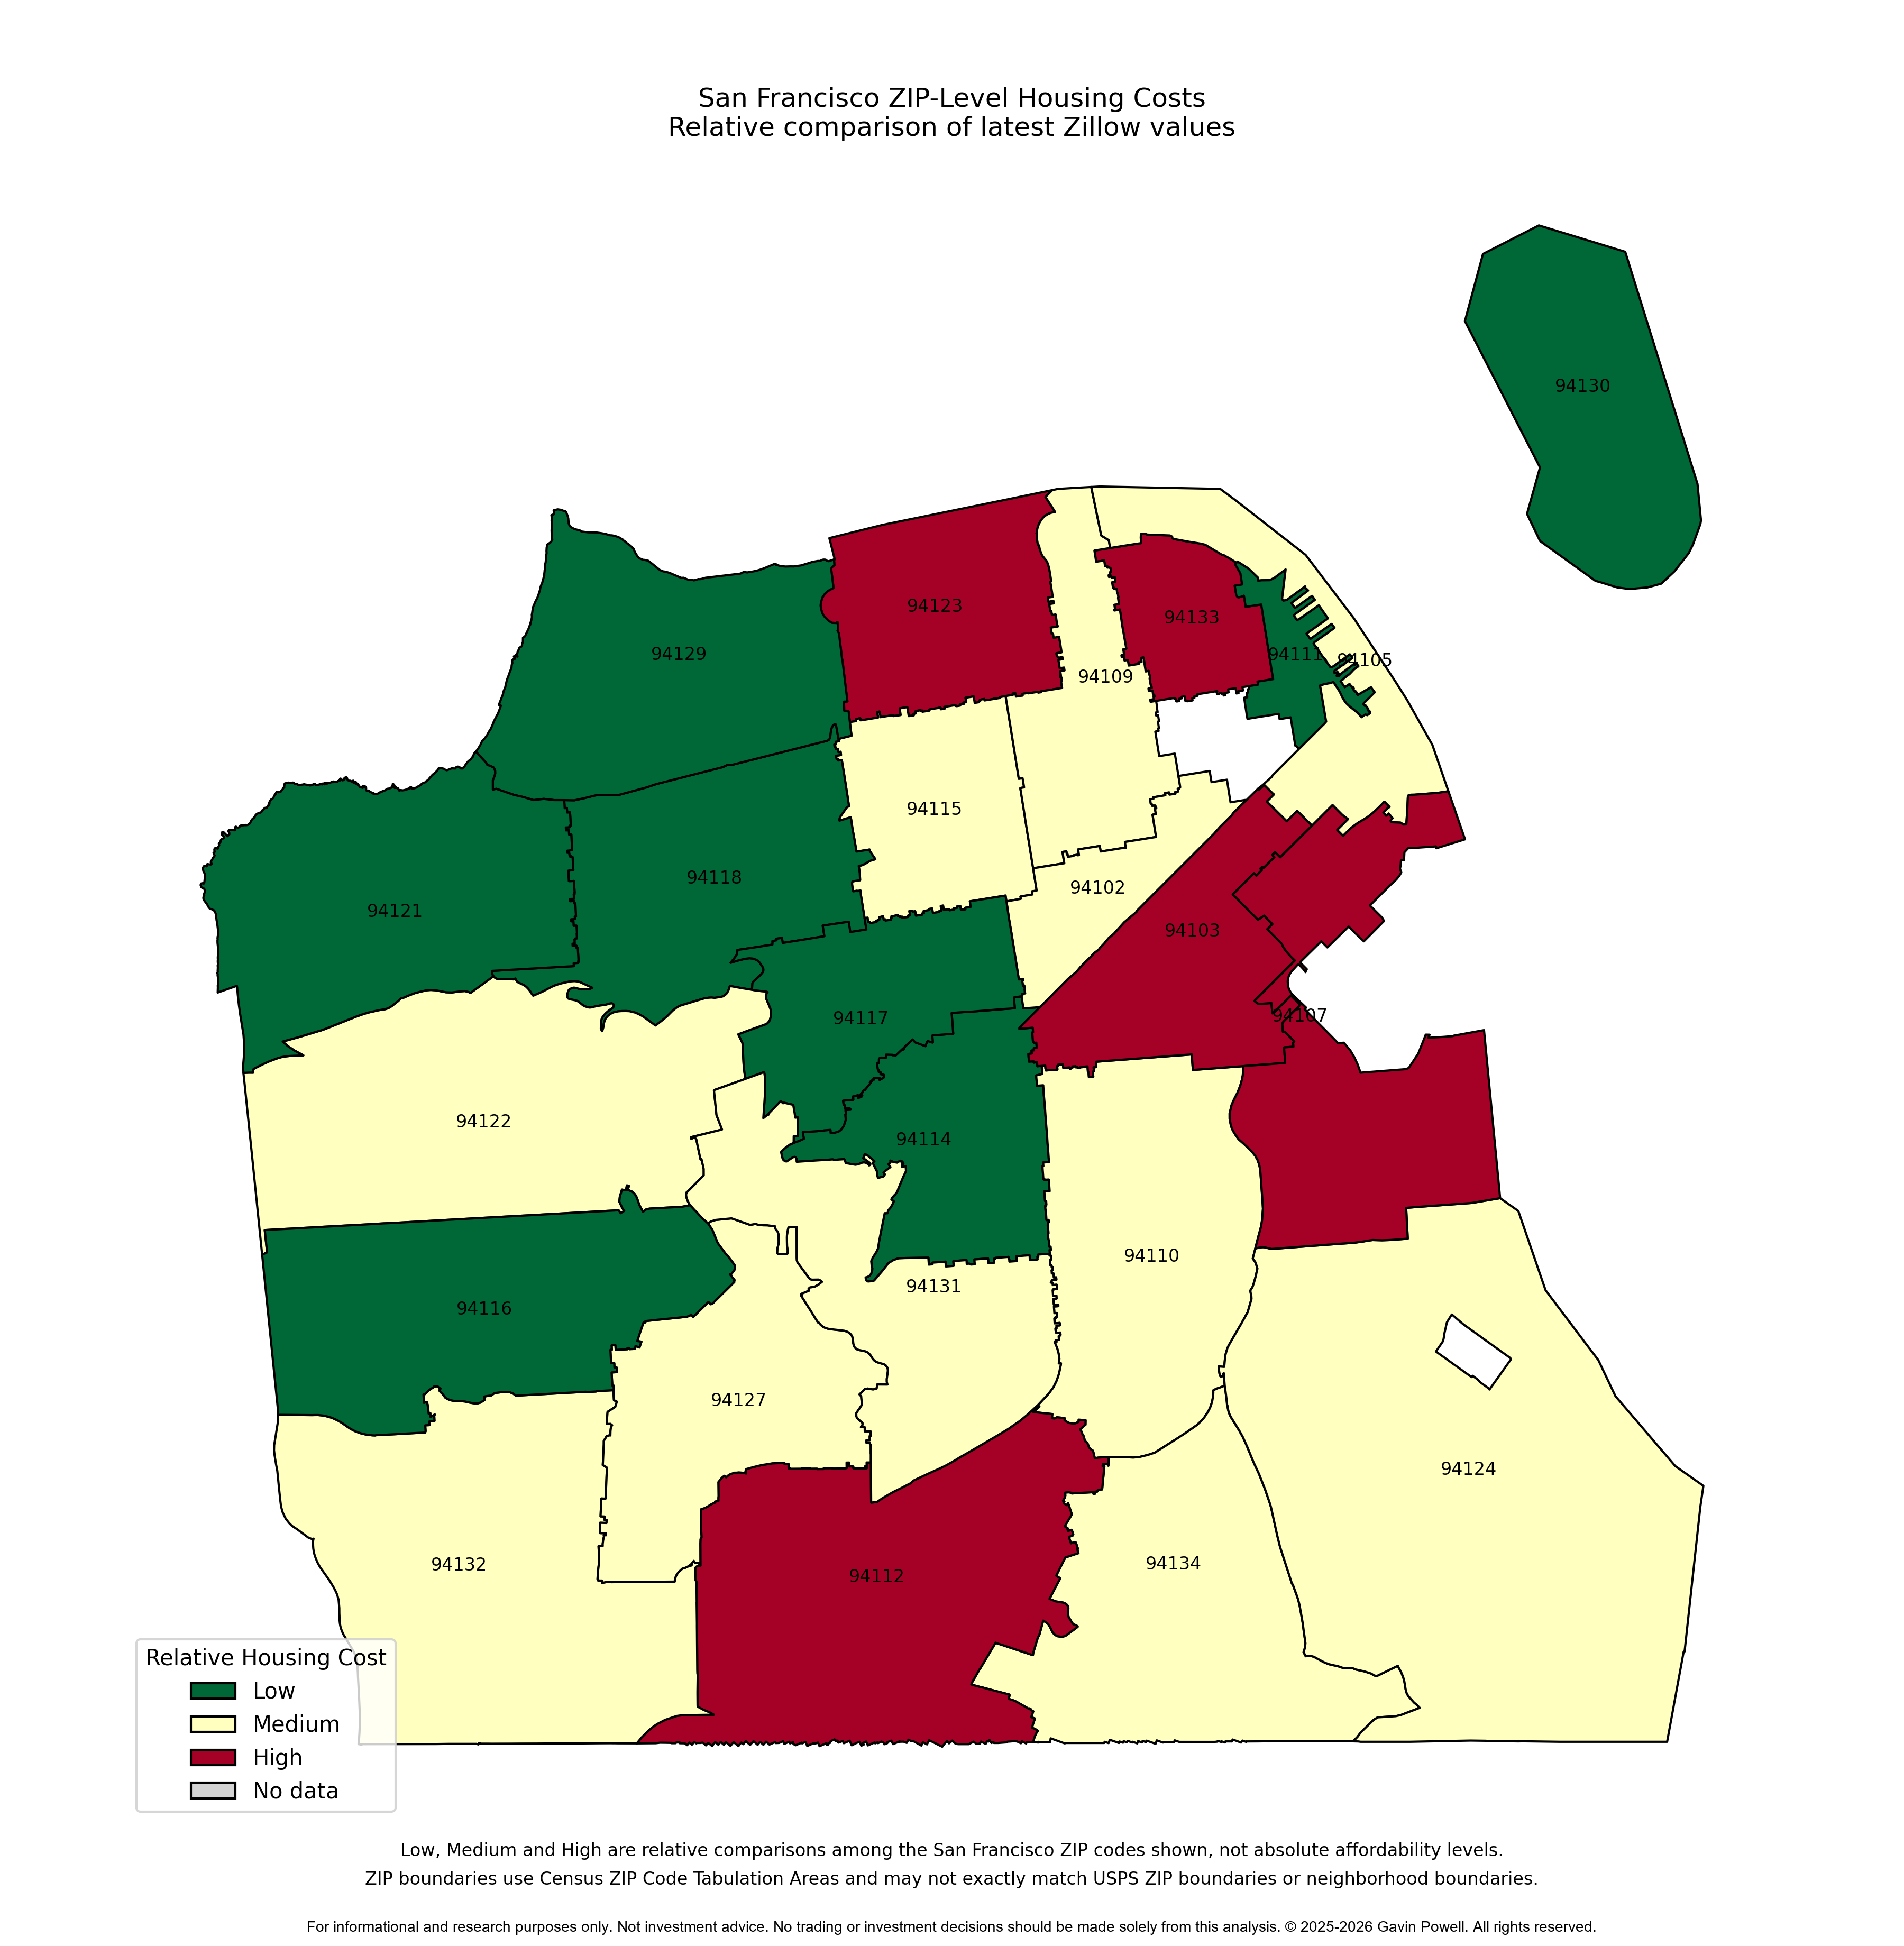 San Francisco ZIP-Level Housing Costs
Relative comparison of latest Zillow values
94130
94123
94133
94129
94111
94105
94109
94115
94118
94102
94121
94103
94107
94117
94122
94114
94110
94131
94116
94127
94124
94132
94134
94112
Relative Housing Cost
Low
Medium
High
No data
Low, Medium and High are relative comparisons among the San Francisco ZIP codes shown, not absolute affordability levels.
ZIP boundaries use Census ZIP Code Tabulation Areas and may not exactly match USPS ZIP boundaries or neighborhood boundaries.
For informational and research purposes only. Not investment advice. No trading or investment decisions should be made solely from this analysis. © 2025-2026 Gavin Powell. All rights reserved.